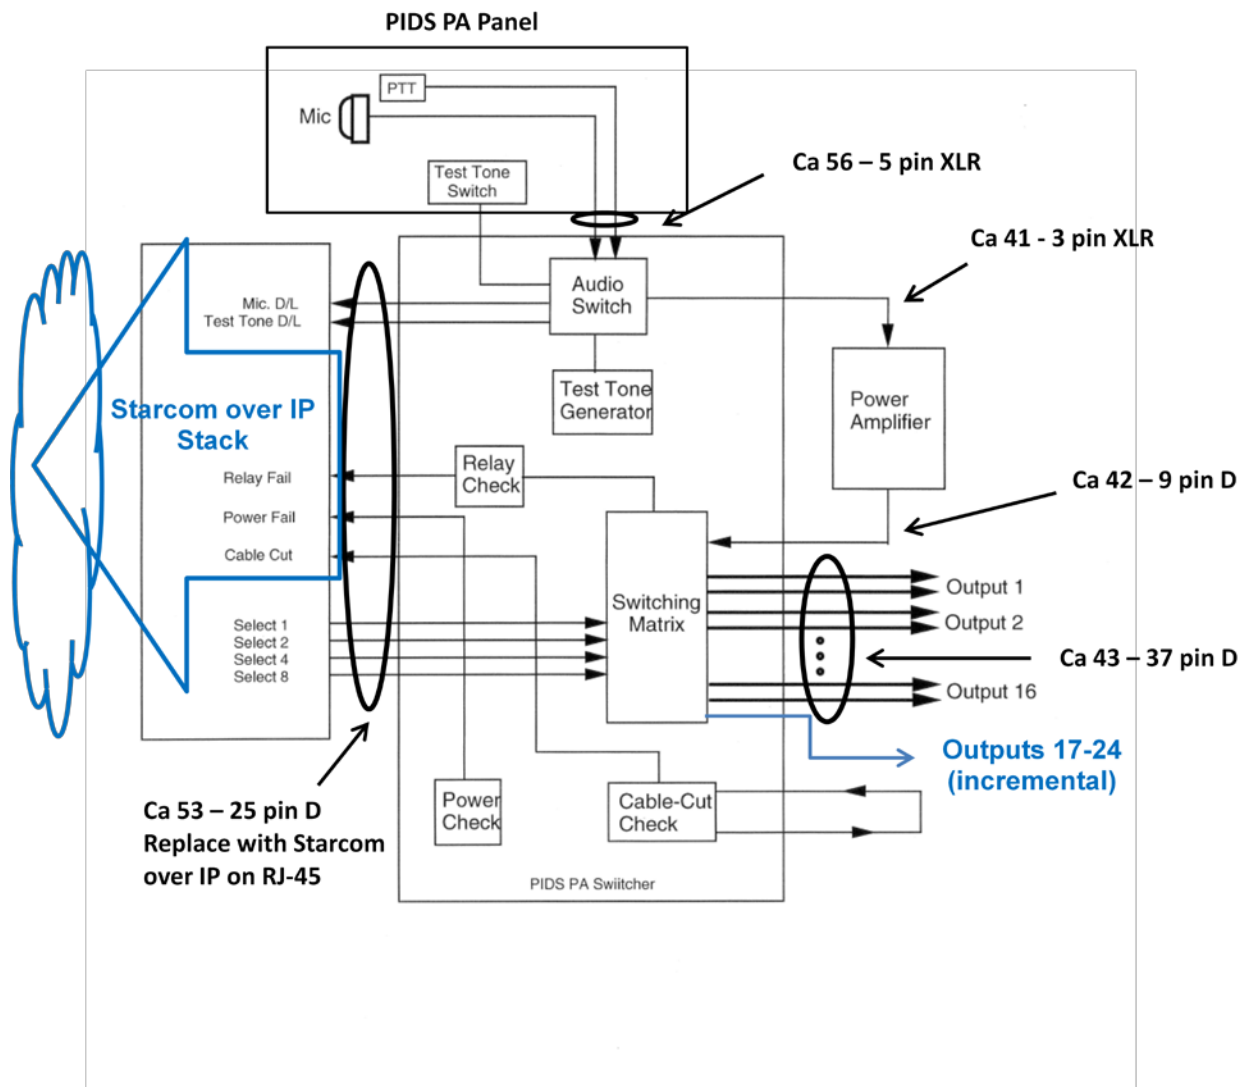 PIDS PA Panel
PTT
Mic
Test Tone
Switch
Ca 56 – 5 pin XLR
Ca 41 - 3 pin XLR
Audio
Switch
Mic. D/L
Test Tone D/L
Test Tone
Generator
Power
Amplifier
Starcom over IP
Stack
Relay Fail
Relay
Check
Ca 42 – 9 pin D
Power Fail
Cable Cut
Output 1
Switching
Matrix
Output 2
Select 1
Select 2
Select 4
Select 8
Ca 43 – 37 pin D
Output 16
Outputs 17-24
(incremental)
Ca 53 – 25 pin D
Replace with Starcom
over IP on RJ-45
Power
Check
Cable-Cut
Check
PIDS PA Swiitcher